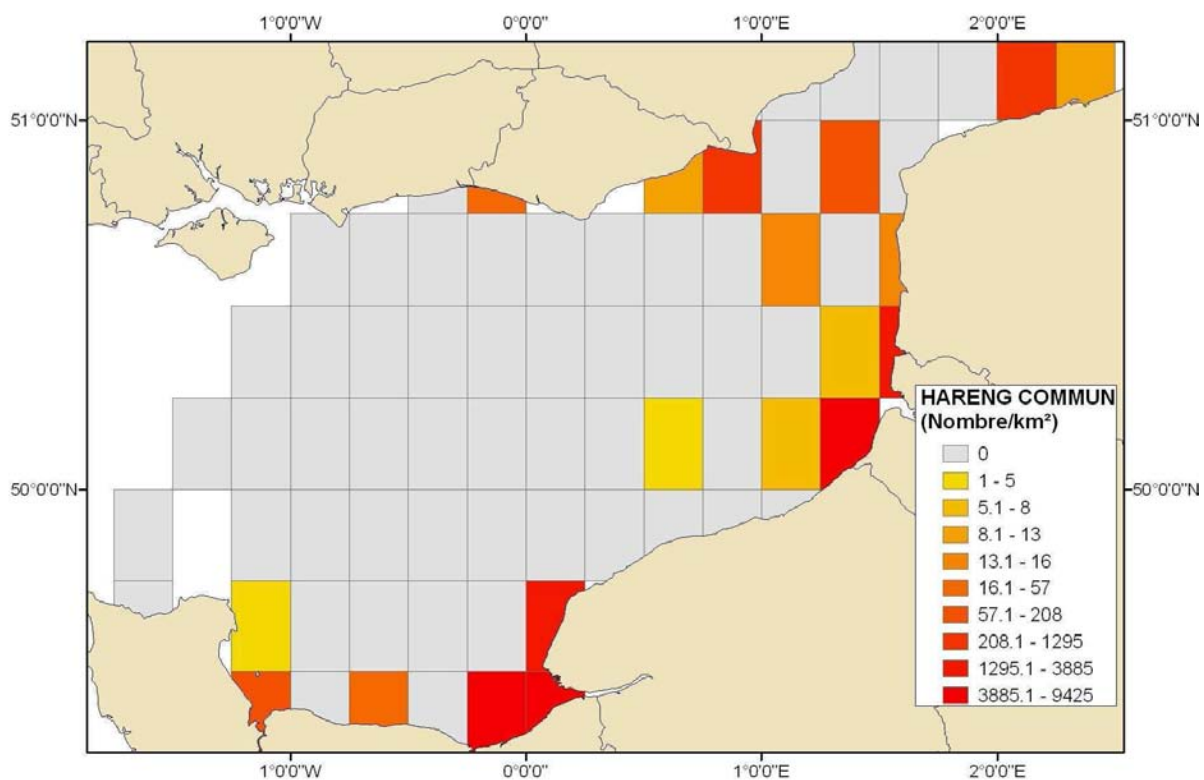 1°0'0"W 0°0'0" 1°0'0"E 2°0'0"E
51°0'0"N 51°0'0"N
HARENG COMMUN
(Nombre/km²)
0
1 - 5
5.1 - 8
8.1 - 13
13.1 - 16
16.1 - 57
57.1 - 208
208.1 - 1295
1295.1 - 3885
3885.1 - 9425
50°0'0"N 50°0'0"N
1°0'0"W 0°0'0" 1°0'0"E 2°0'0"E